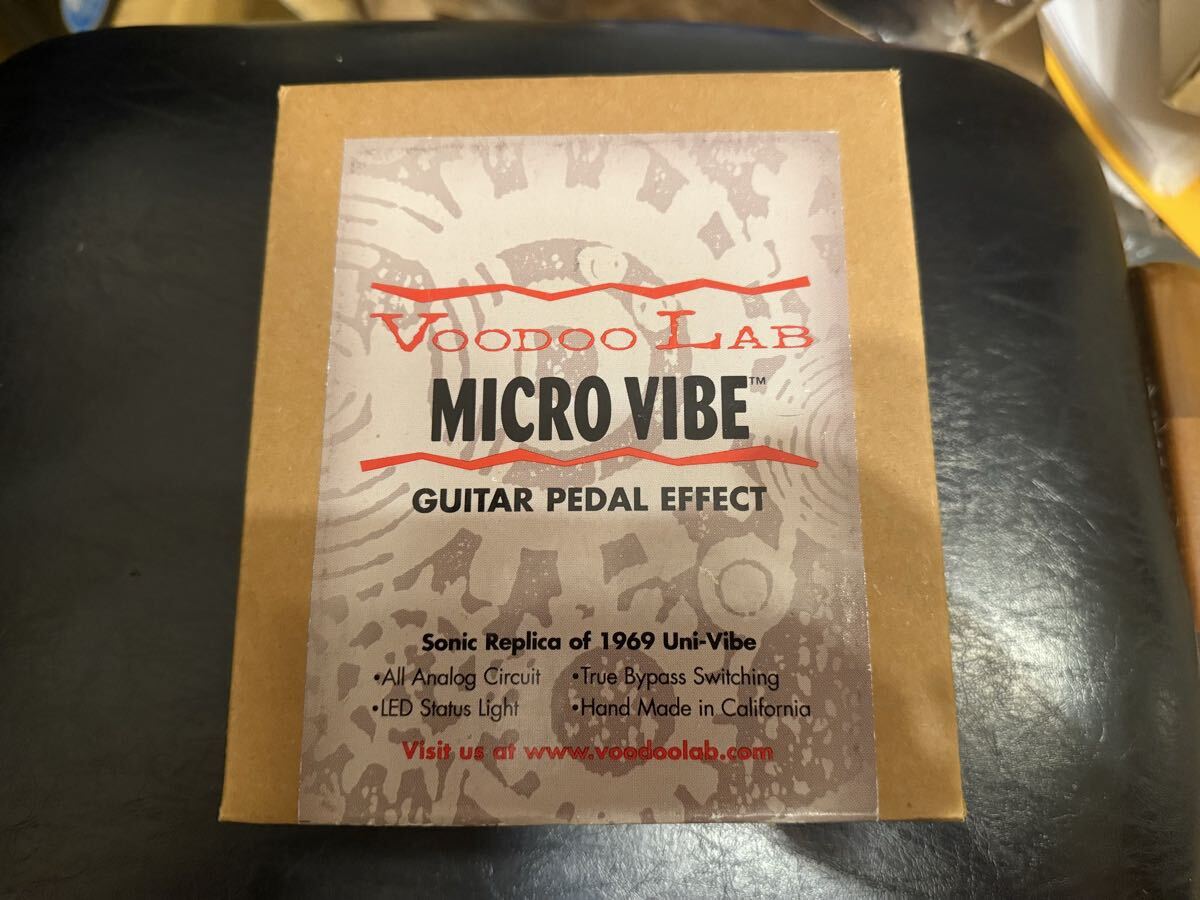 VOODOO LAB
MICRO VIBE™
GUITAR PEDAL EFFECT
Sonic Replica of 1969 Uni-Vibe
•All Analog Circuit •True Bypass Switching
•LED Status Light •Hand Made in California
Visit us at www.voodoolab.com